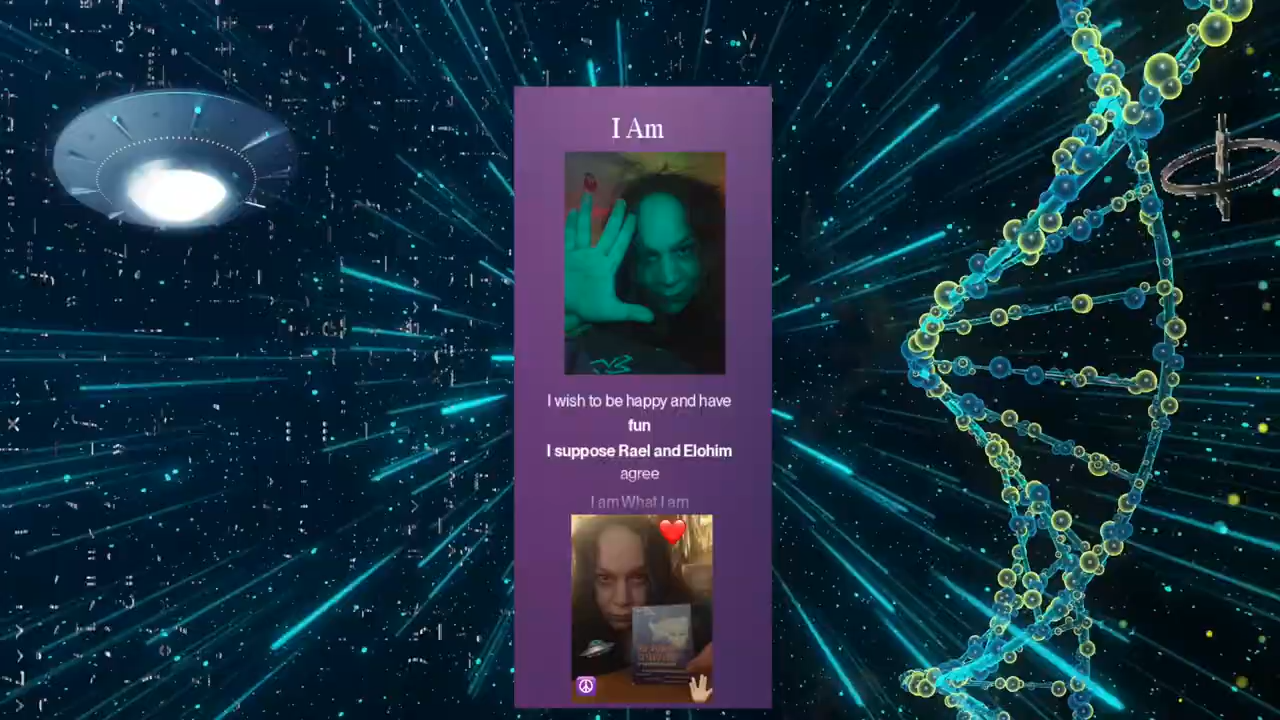 I Am
I wish to be happy and have
fun
I suppose Rael and Elohim
agree
I am What I am